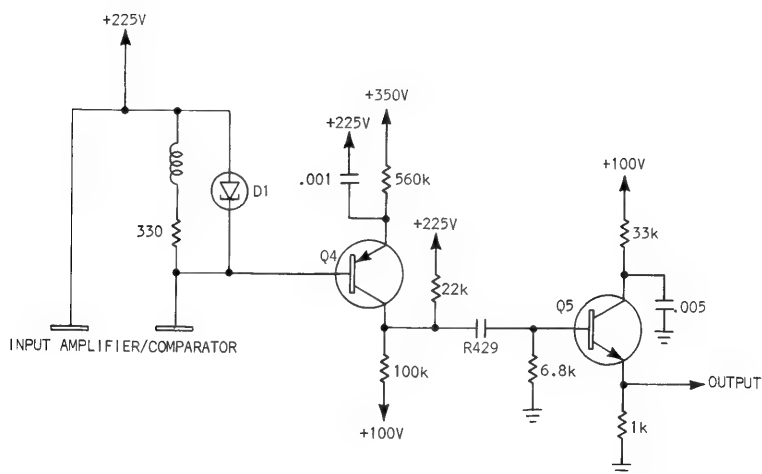 +225V
+350V
+225V
.001
560k
+100V
D1
330
+225V
33k
Q4
22k
Q5
.005
INPUT AMPLIFIER/COMPARATOR
R429
6.8k
100k
OUTPUT
1k
+100V